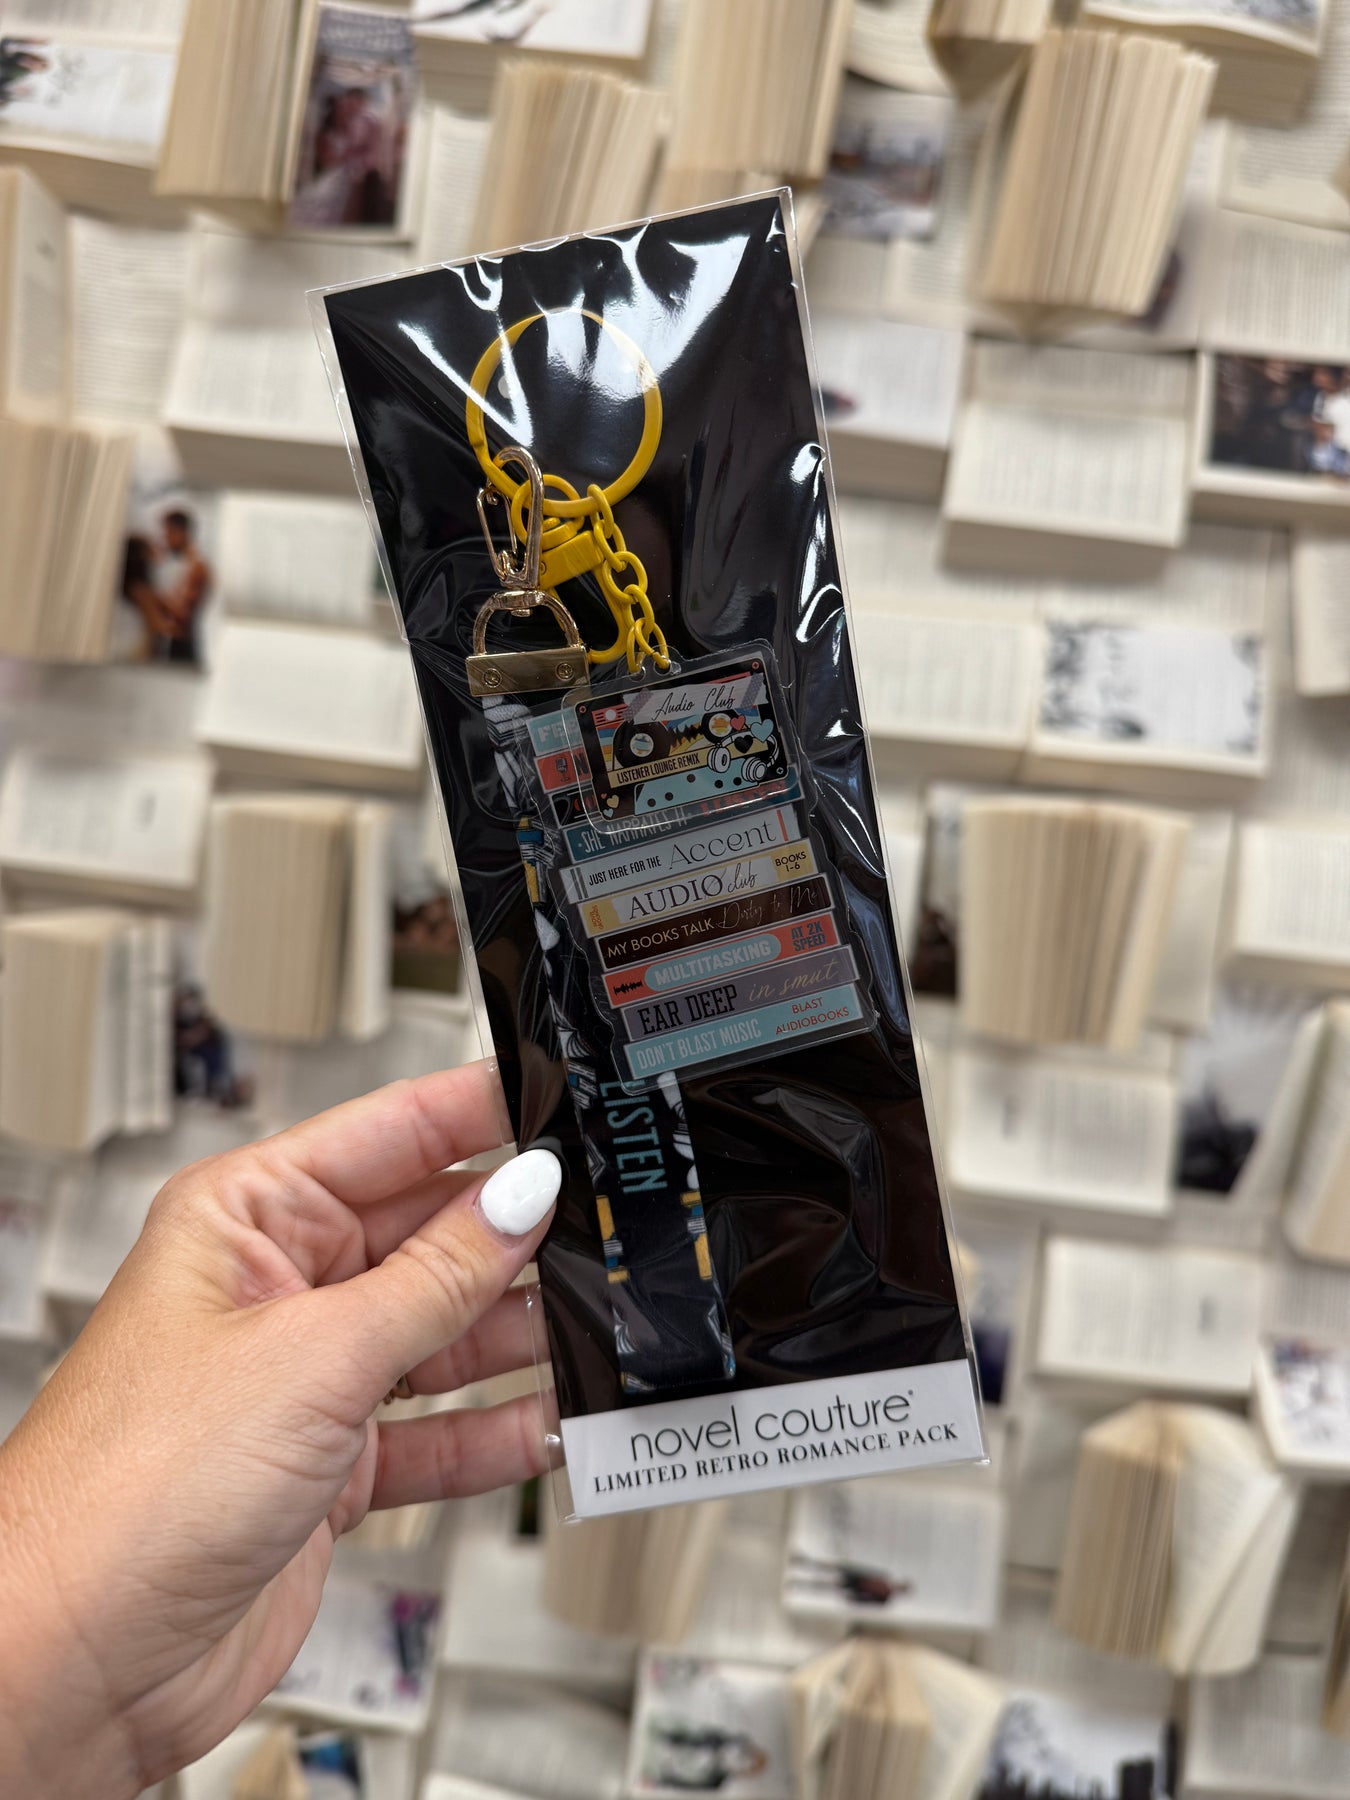 Audio Club
LISTENER LOUNGE REMIX
SHE NARRATES IT
JUST HERE FOR THE Accent
AUDIO club BOOKS 1-6
MY BOOKS TALK Dirty to Me
MULTITASKING AT 2X SPEED
EAR DEEP in smut
DON'T BLAST MUSIC BLAST AUDIOBOOKS
LISTEN
novel couture
LIMITED RETRO ROMANCE PACK